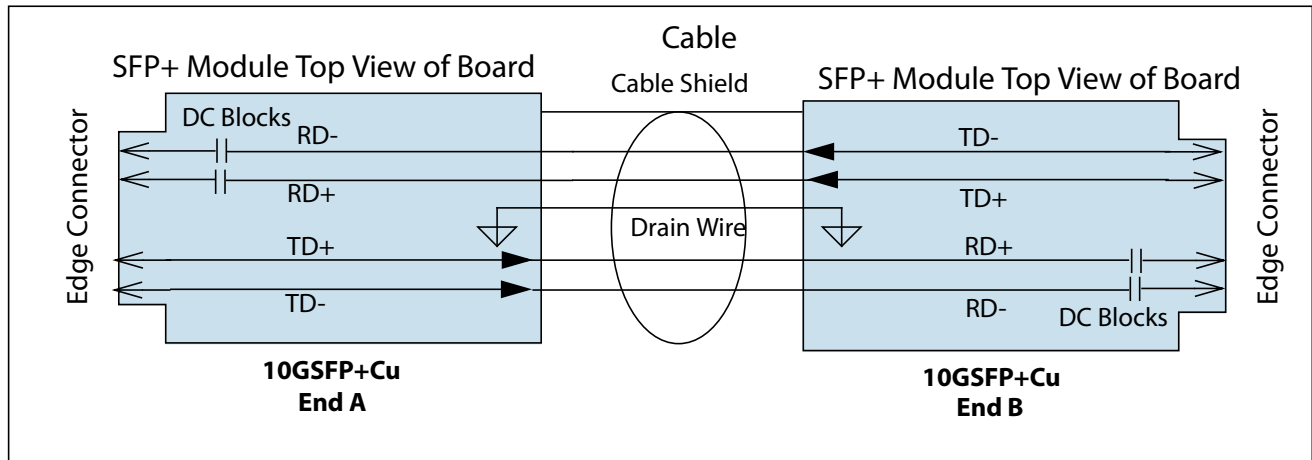 Cable
SFP+ Module Top View of Board
Cable Shield
SFP+ Module Top View of Board
Edge Connector
DC Blocks
RD-
RD+
TD+
TD-
Drain Wire
TD-
TD+
RD+
RD-
DC Blocks
Edge Connector
10GSFP+Cu
End A
10GSFP+Cu
End B